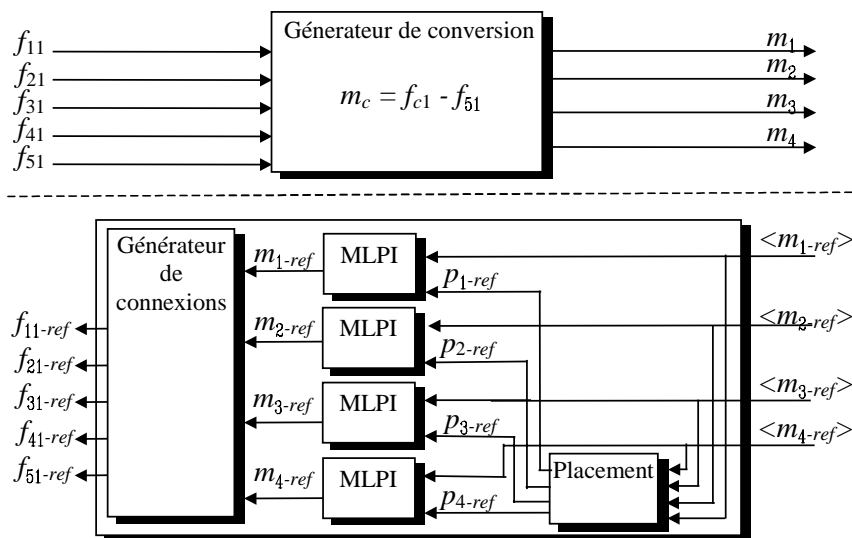 Génerateur de conversion
f11
f21
f31
f41
f51
mc = fc1 - f51
m1
m2
m3
m4
Générateur
de
connexions
f11-ref
f21-ref
f31-ref
f41-ref
f51-ref
m1-ref
MLPI
p1-ref
<m1-ref>
m2-ref
MLPI
p2-ref
<m2-ref>
m3-ref
MLPI
p3-ref
<m3-ref>
m4-ref
MLPI
p4-ref
<m4-ref>
Placement